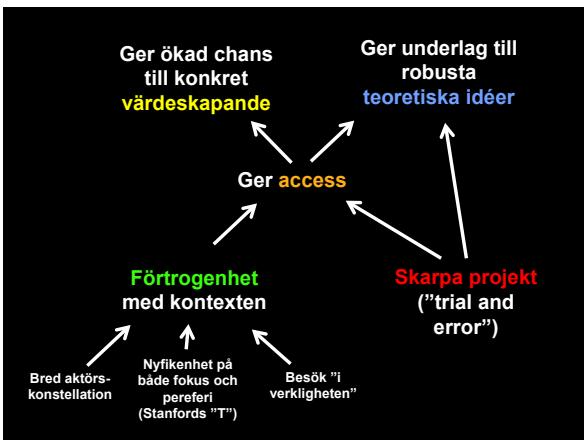 Ger ökad chans
till konkret
värdeskapande
Ger underlag till
robusta
teoretiska idéer
Ger access
Förtrogenhet
med kontexten
Skarpa projekt
(”trial and
error”)
Bred aktörs-
konstellation
Nyfikenhet på
både fokus och
pereferi
(Stanfords ”T”)
Besök ”i
verkligheten”